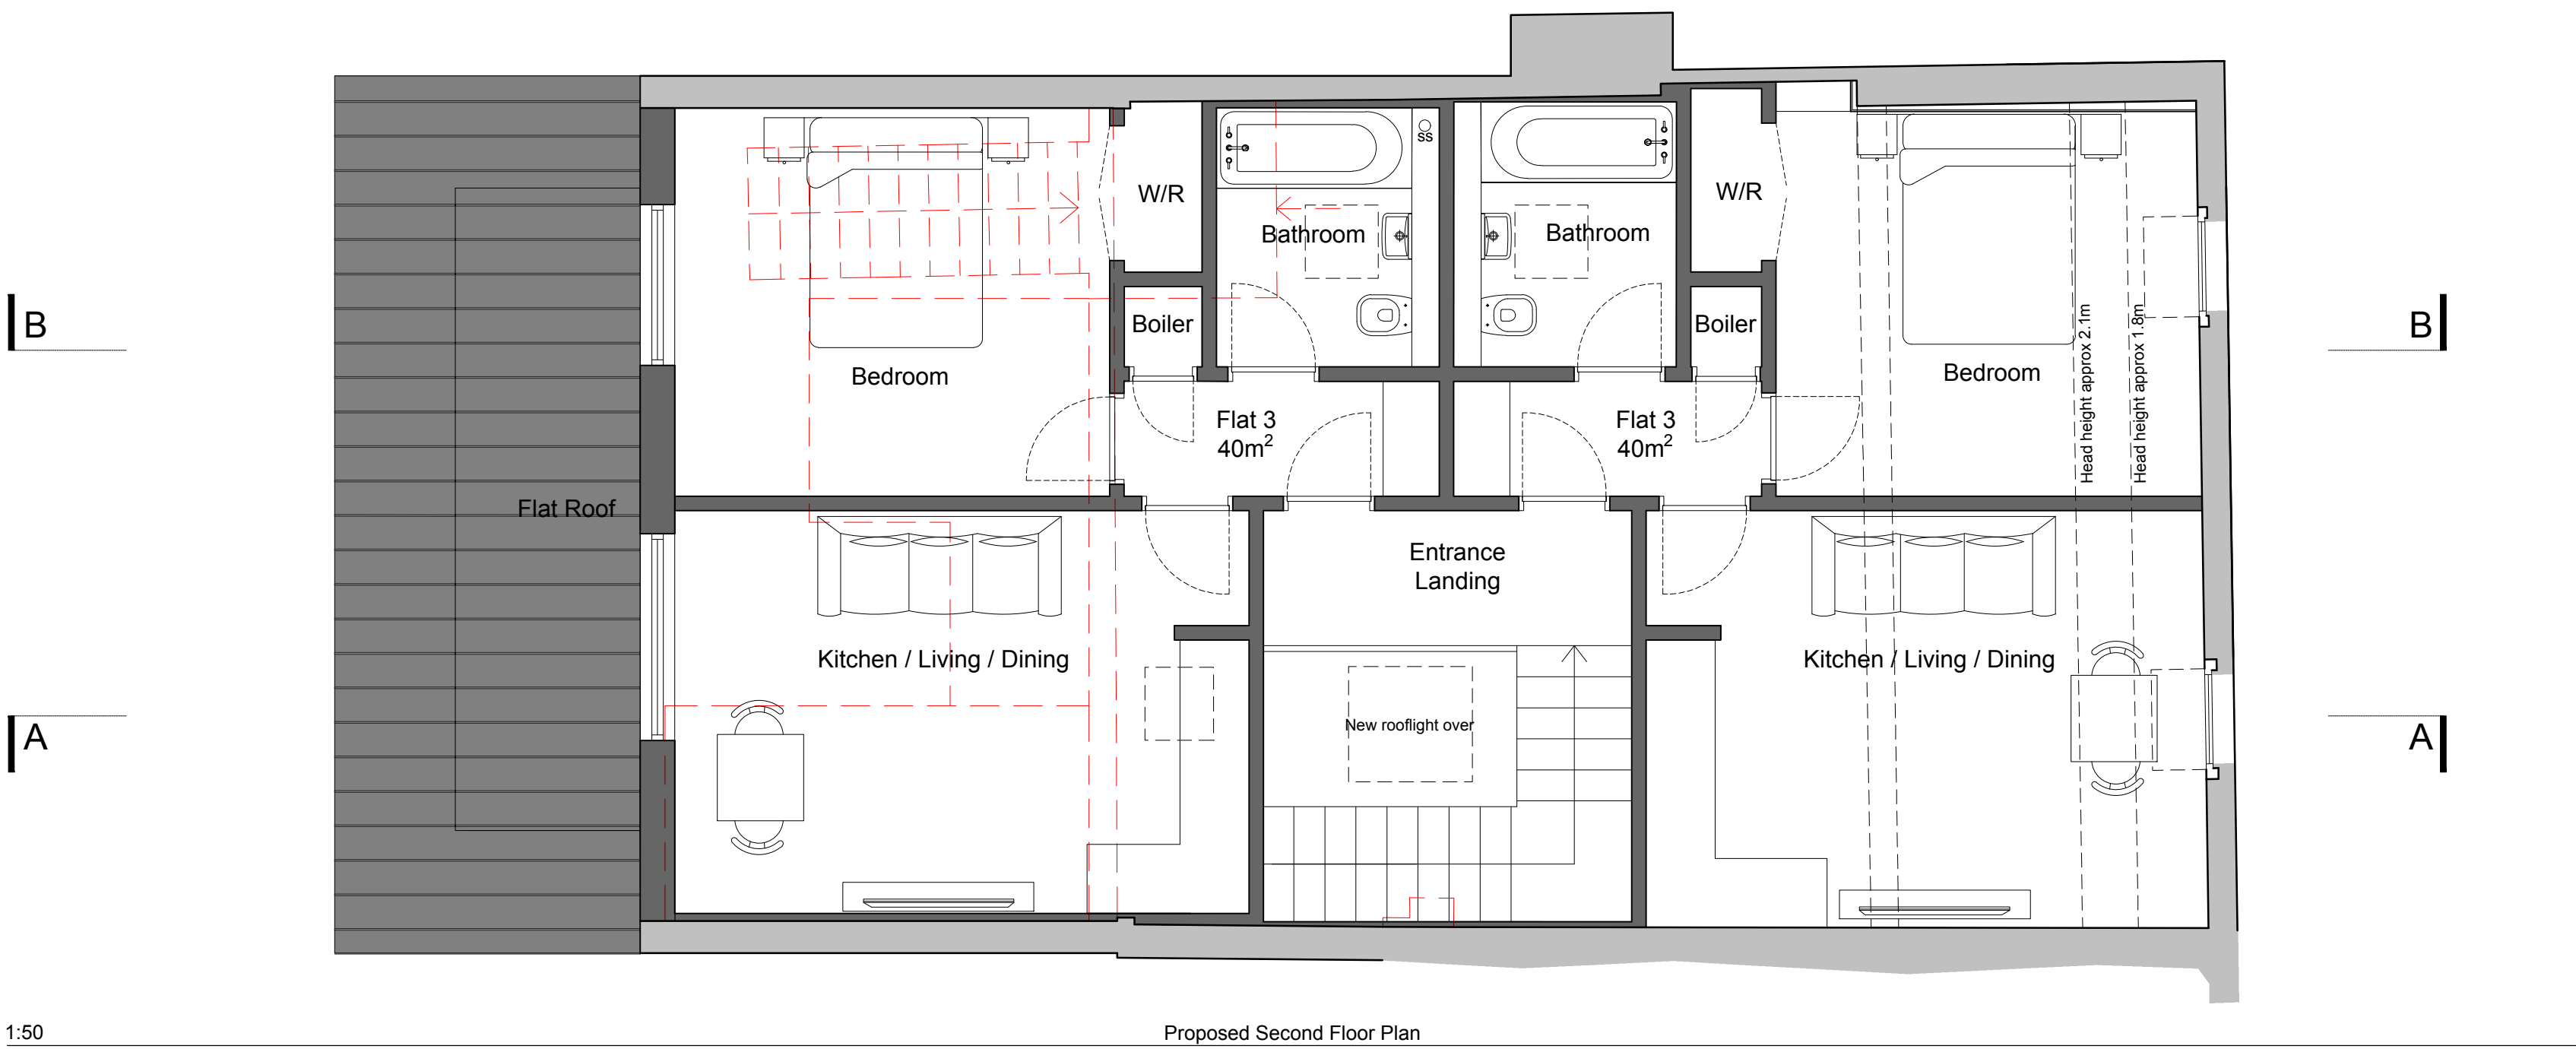 W/R
SS
W/R
Bathroom
Bathroom
B
Boiler
Boiler
B
Bedroom
Bedroom
Head height approx 2.1m
Head height approx 1.8m
Flat 3
40m²
Flat 3
40m²
Flat Roof
Entrance
Landing
Kitchen / Living / Dining
Kitchen / Living / Dining
New rooflight over
A
A
1:50
Proposed Second Floor Plan